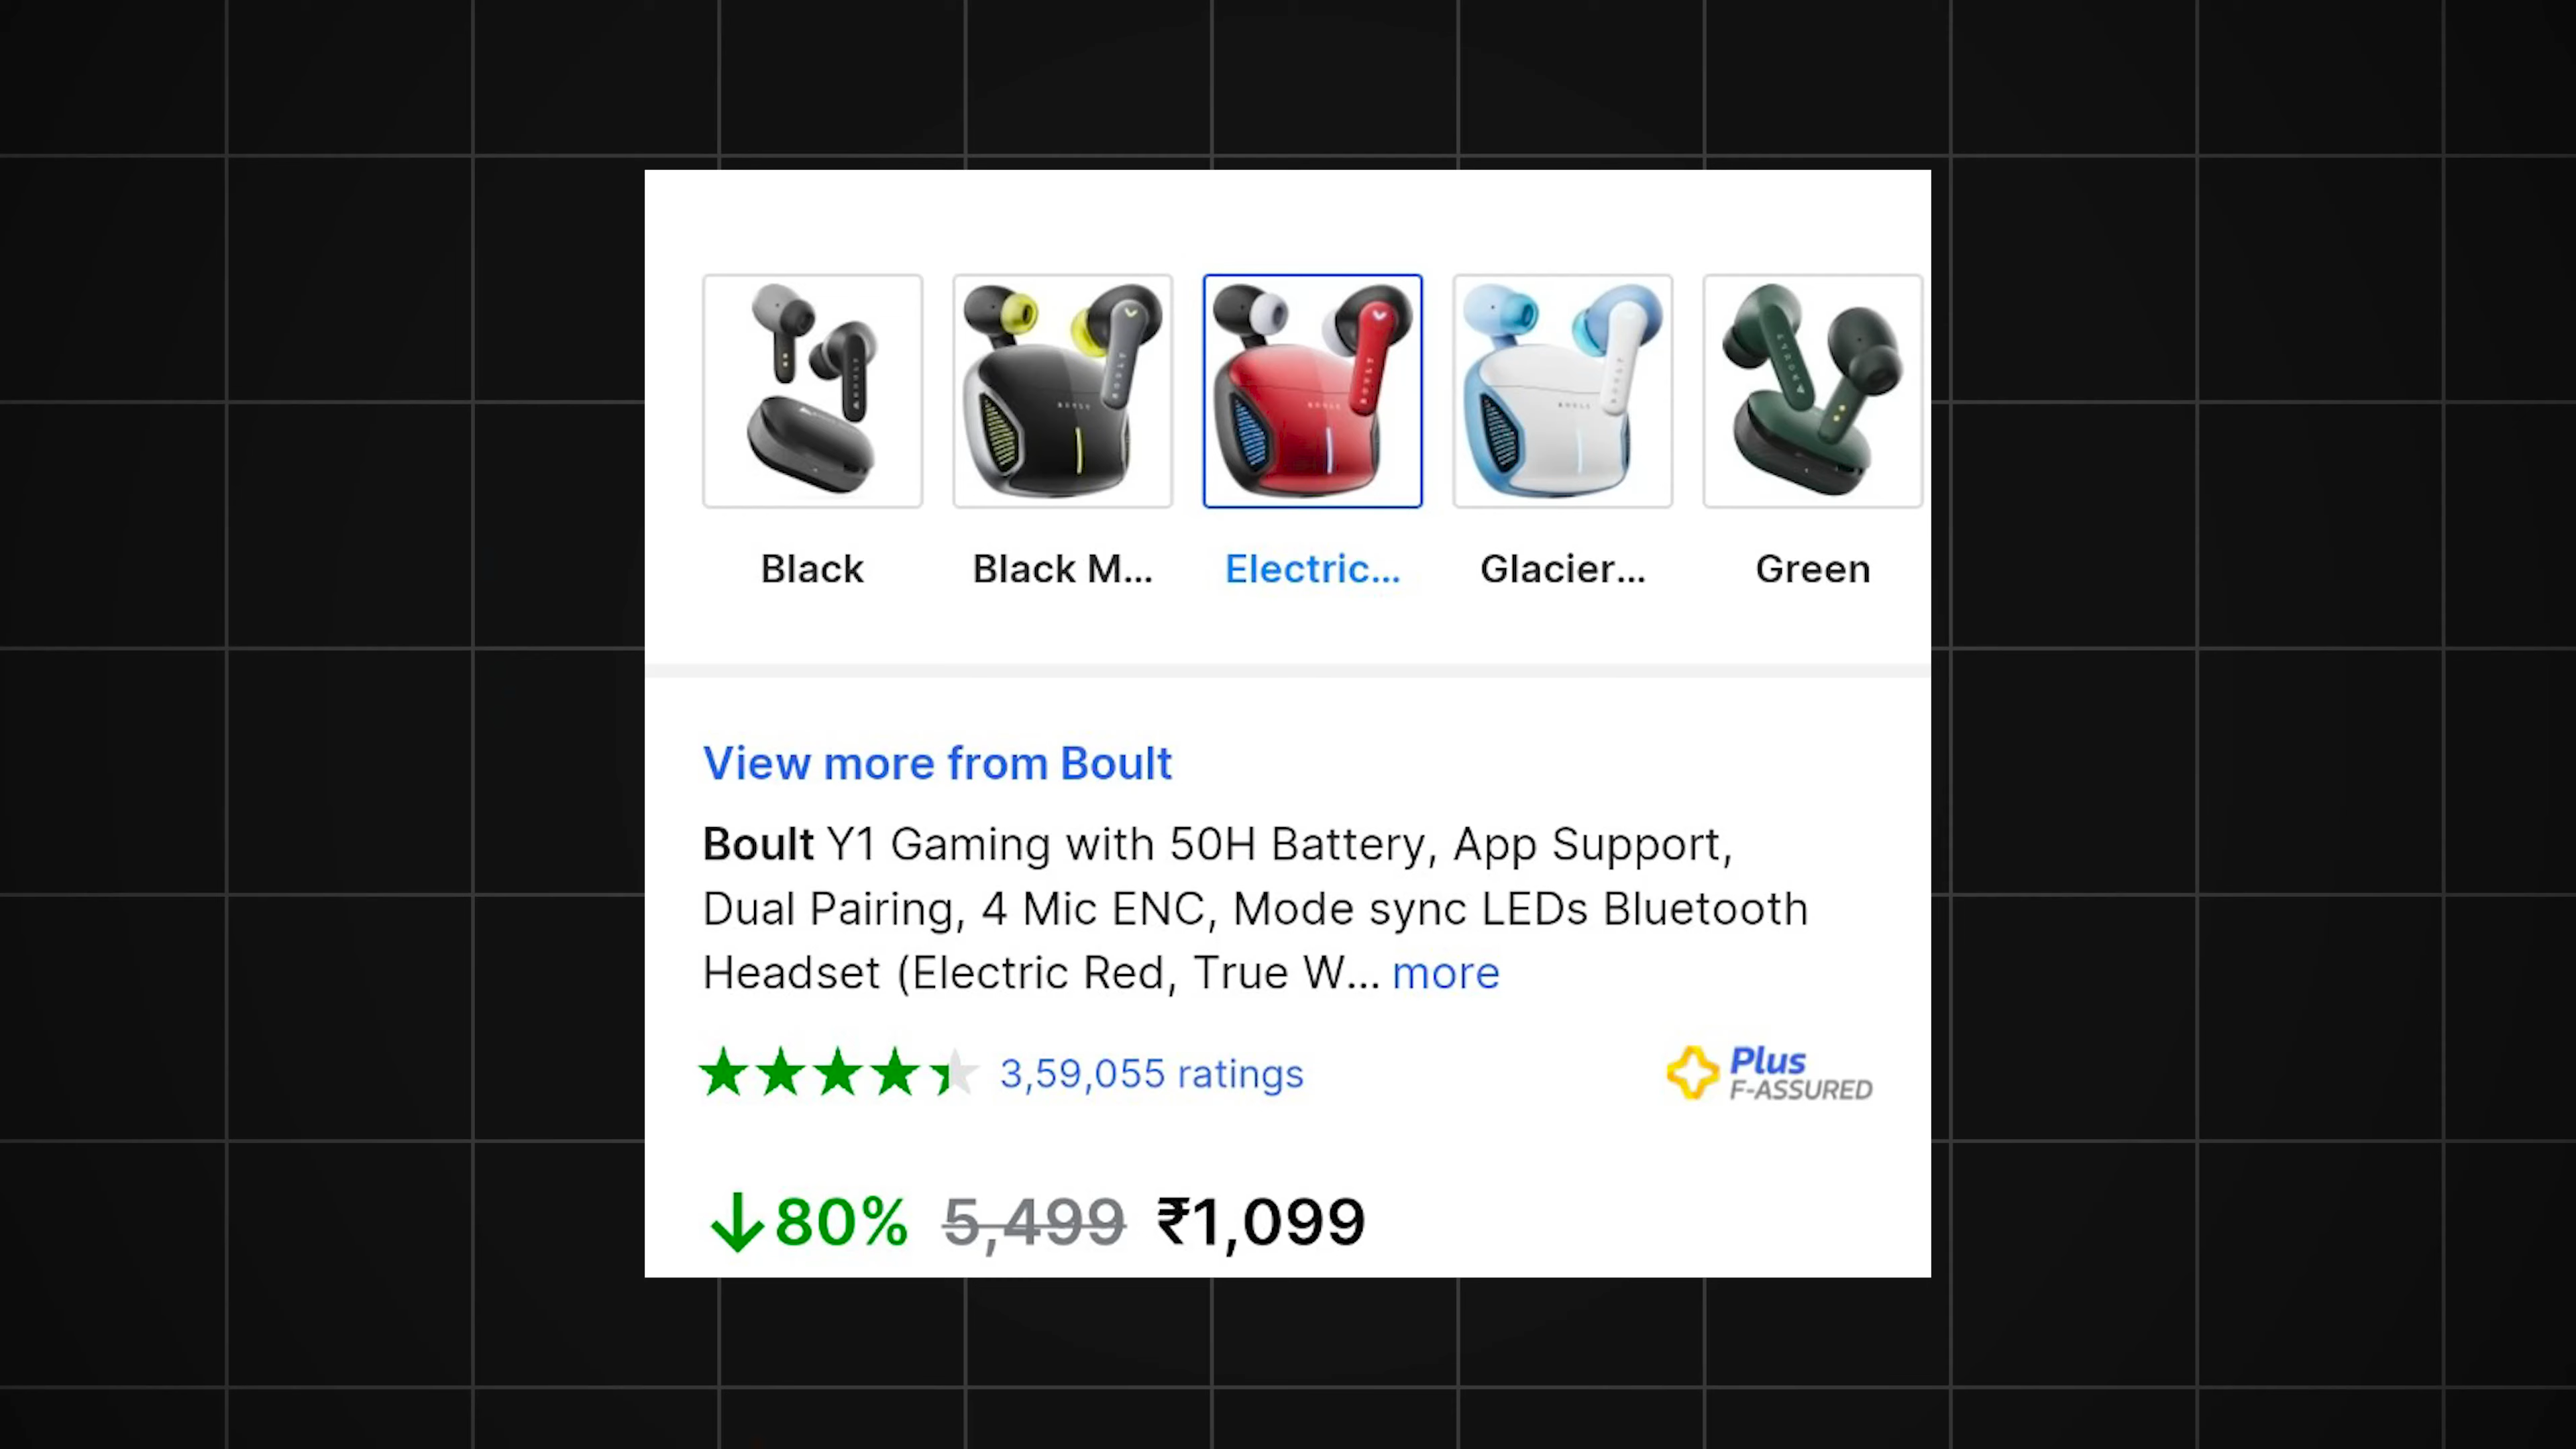 Black
Black M...
Electric...
Glacier...
Green
View more from Boult
Boult Y1 Gaming with 50H Battery, App Support,
Dual Pairing, 4 Mic ENC, Mode sync LEDs Bluetooth
Headset (Electric Red, True W... more
3,59,055 ratings
Plus
F-ASSURED
↓80% 5,499 ₹1,099